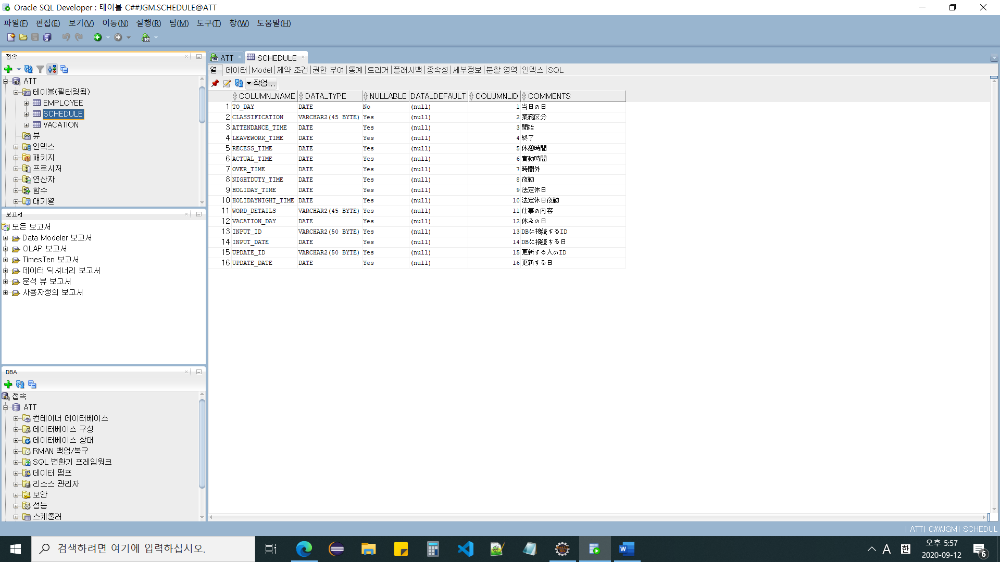 Oracle SQL Developer : 테이블 C##JGM.SCHEDULE@ATT
파일(F) 편집(E) 보기(V) 이동(N) 실행(R) 팀(M) 도구(T) 창(W) 도움말(H)
접속
ATT
테이블(필터링됨)
EMPLOYEE
SCHEDULE
VACATION
뷰
인덱스
패키지
프로시저
연산자
함수
대기열
보고서
모든 보고서
Data Modeler 보고서
OLAP 보고서
TimesTen 보고서
데이터 딕셔너리 보고서
분석 뷰 보고서
사용자정의 보고서
DBA
접속
ATT
컨테이너 데이터베이스
데이터베이스 구성
데이터베이스 상태
RMAN 백업/복구
SQL 변환기 프레임워크
데이터 펌프
리소스 관리자
보안
성능
스케줄러
ATT SCHEDULE
열 데이터 |Model |제약 조건 |권한 부여 |통계 |트리거 |플래시백 |종속성 |세부정보 |분할 영역 |인덱스 |SQL
작업...
COLUMN_NAME DATA_TYPE NULLABLE DATA_DEFAULT COLUMN_ID COMMENTS
1 TO_DAY DATE No (null) 1 当日の日
2 CLASSIFICATION VARCHAR2(45 BYTE) Yes (null) 2 業務区分
3 ATTENDANCE_TIME DATE Yes (null) 3 開始
4 LEAVEWORK_TIME DATE Yes (null) 4 終了
5 RECESS_TIME DATE Yes (null) 5 休憩時間
6 ACTUAL_TIME DATE Yes (null) 6 實動時間
7 OVER_TIME DATE Yes (null) 7 時間外
8 NIGHTDUTY_TIME DATE Yes (null) 8 夜勤
9 HOLIDAY_TIME DATE Yes (null) 9 法定休日
10 HOLIDAYNIGHT_TIME DATE Yes (null) 10 法定休日夜勤
11 WORD_DETAILS VARCHAR2(45 BYTE) Yes (null) 11 仕事の内容
12 VACATION_DAY DATE Yes (null) 12 休みの日
13 INPUT_ID VARCHAR2(50 BYTE) Yes (null) 13 DBに接続するID
14 INPUT_DATE DATE Yes (null) 14 DBに接続する日
15 UPDATE_ID VARCHAR2(50 BYTE) Yes (null) 15 更新する人のID
16 UPDATE_DATE DATE Yes (null) 16 更新する日
| ATT| C##JGM| SCHEDUL
검색하려면 여기에 입력하십시오.
A 한
오후 5:57
2020-09-12
6